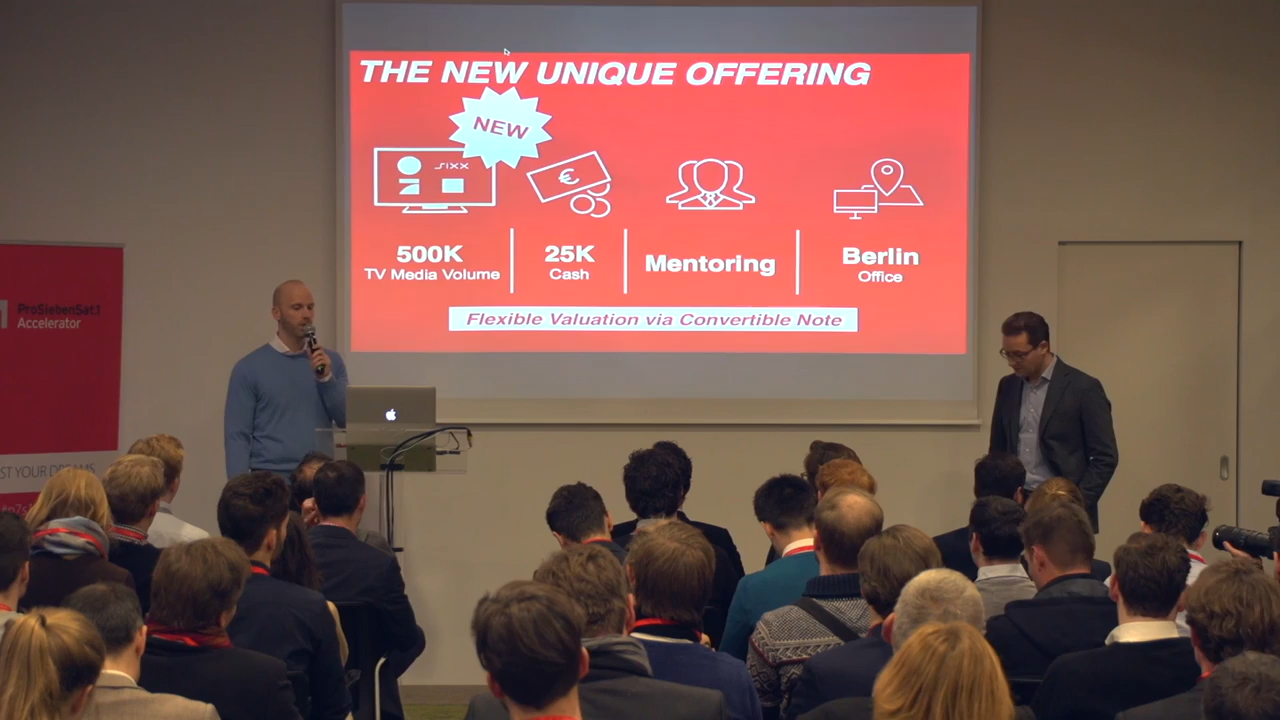 THE NEW UNIQUE OFFERING
NEW
sixx
€
500K
TV Media Volume
25K
Cash
Mentoring
Berlin
Office
Flexible Valuation via Convertible Note
ProSiebenSat.1
Accelerator
YOUR DREAMS